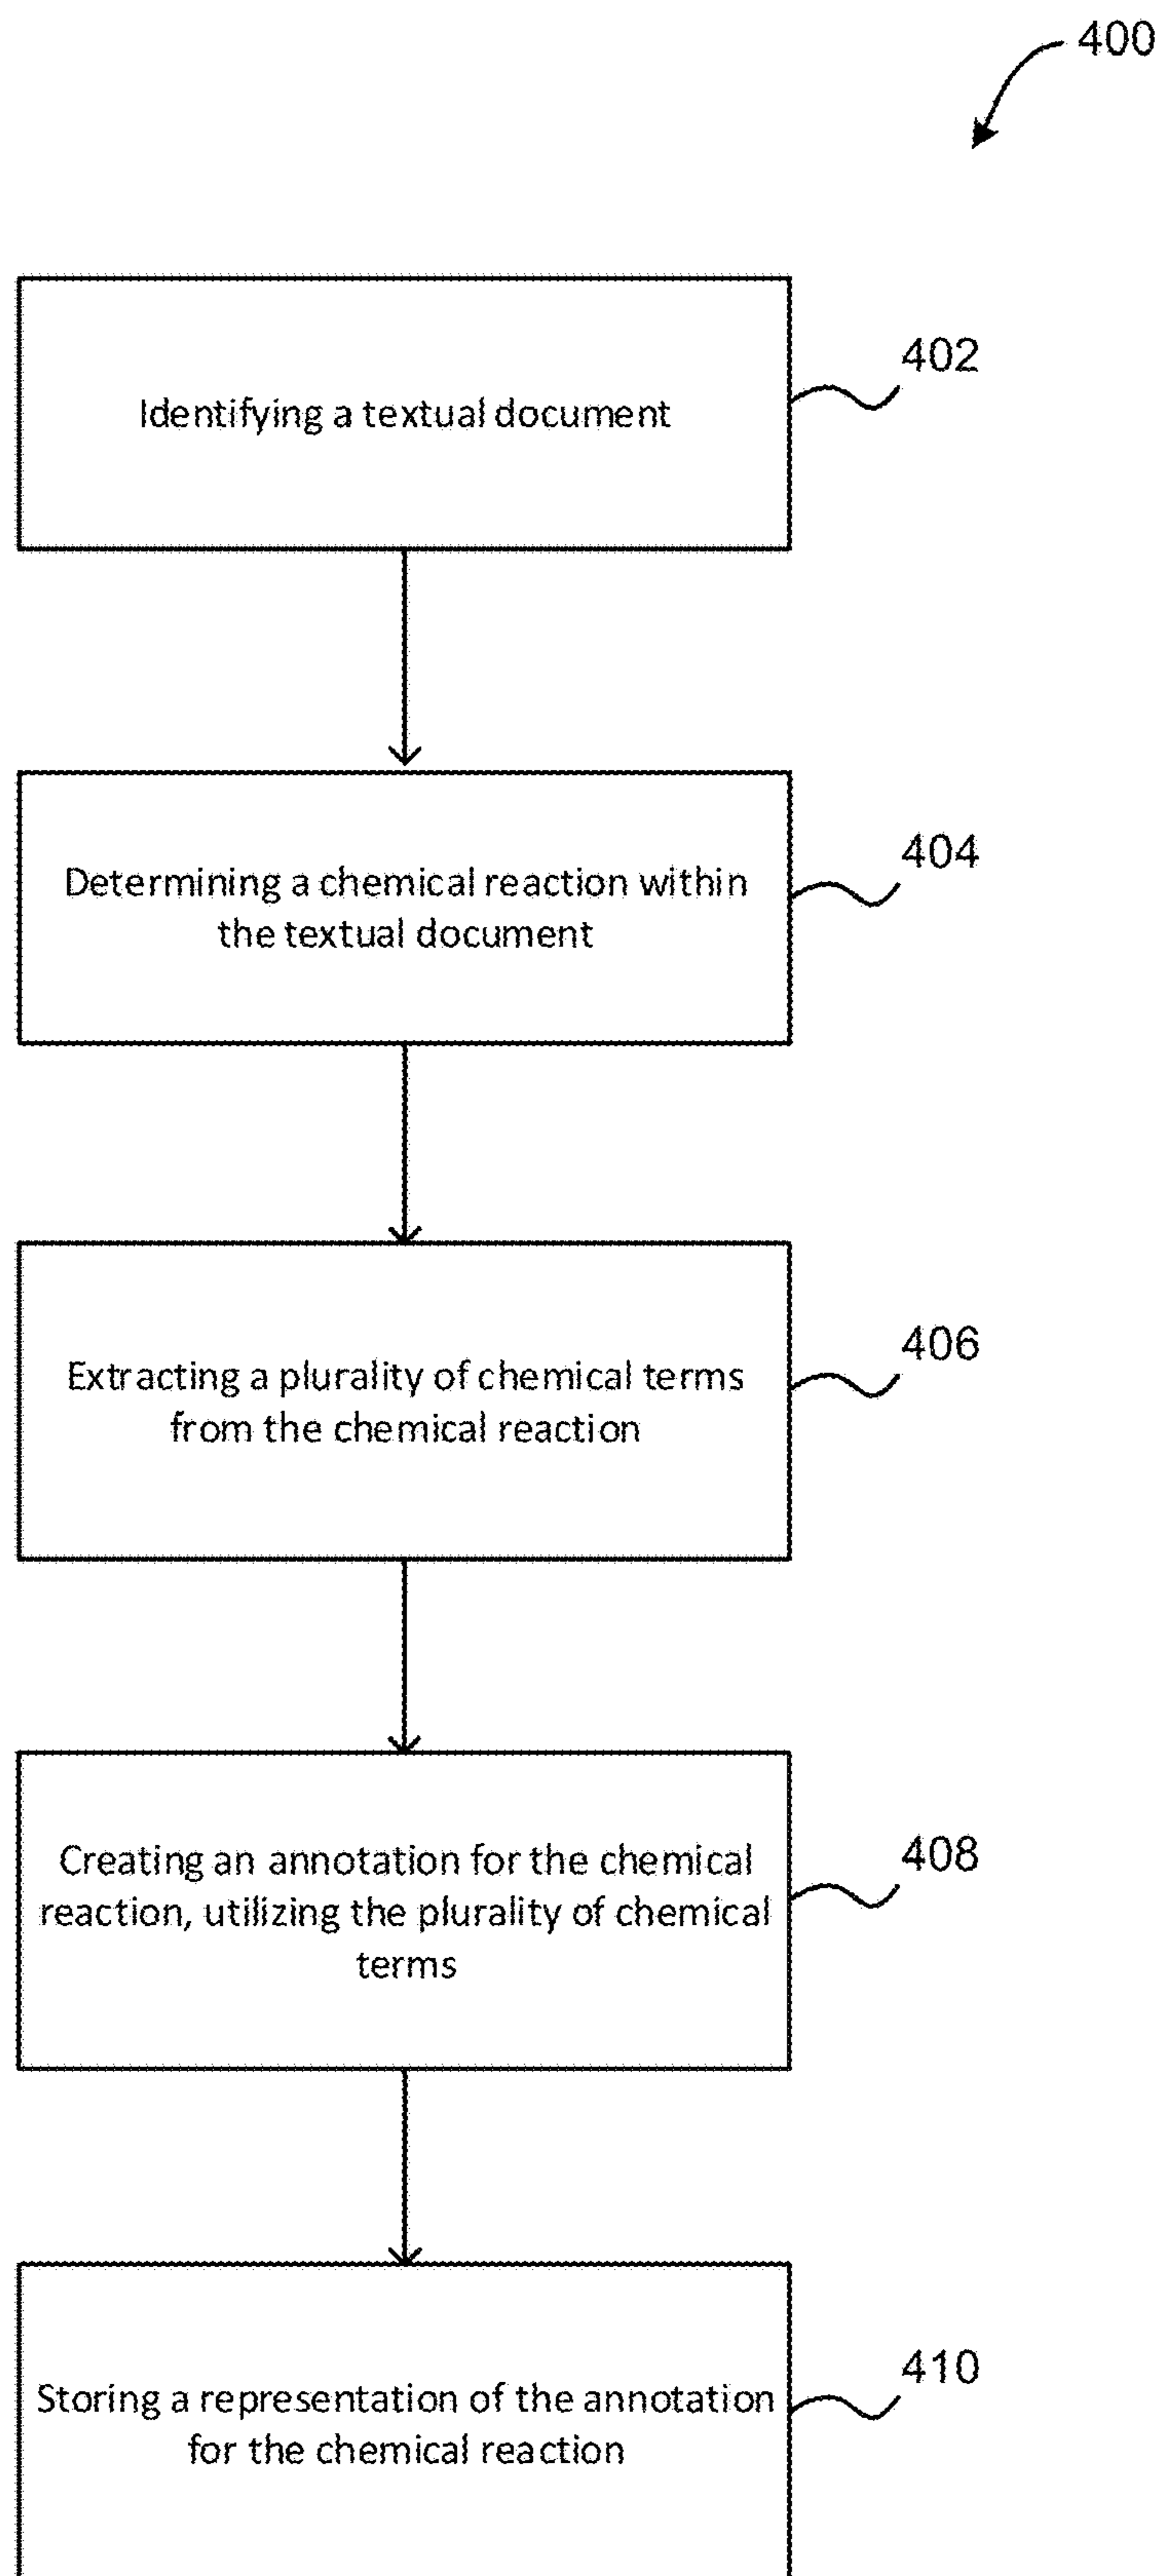 400
Identifying a textual document
402
Determining a chemical reaction within
the textual document
404
Extracting a plurality of chemical terms
from the chemical reaction
406
Creating an annotation for the chemical
reaction, utilizing the plurality of chemical
terms
408
Storing a representation of the annotation
for the chemical reaction
410